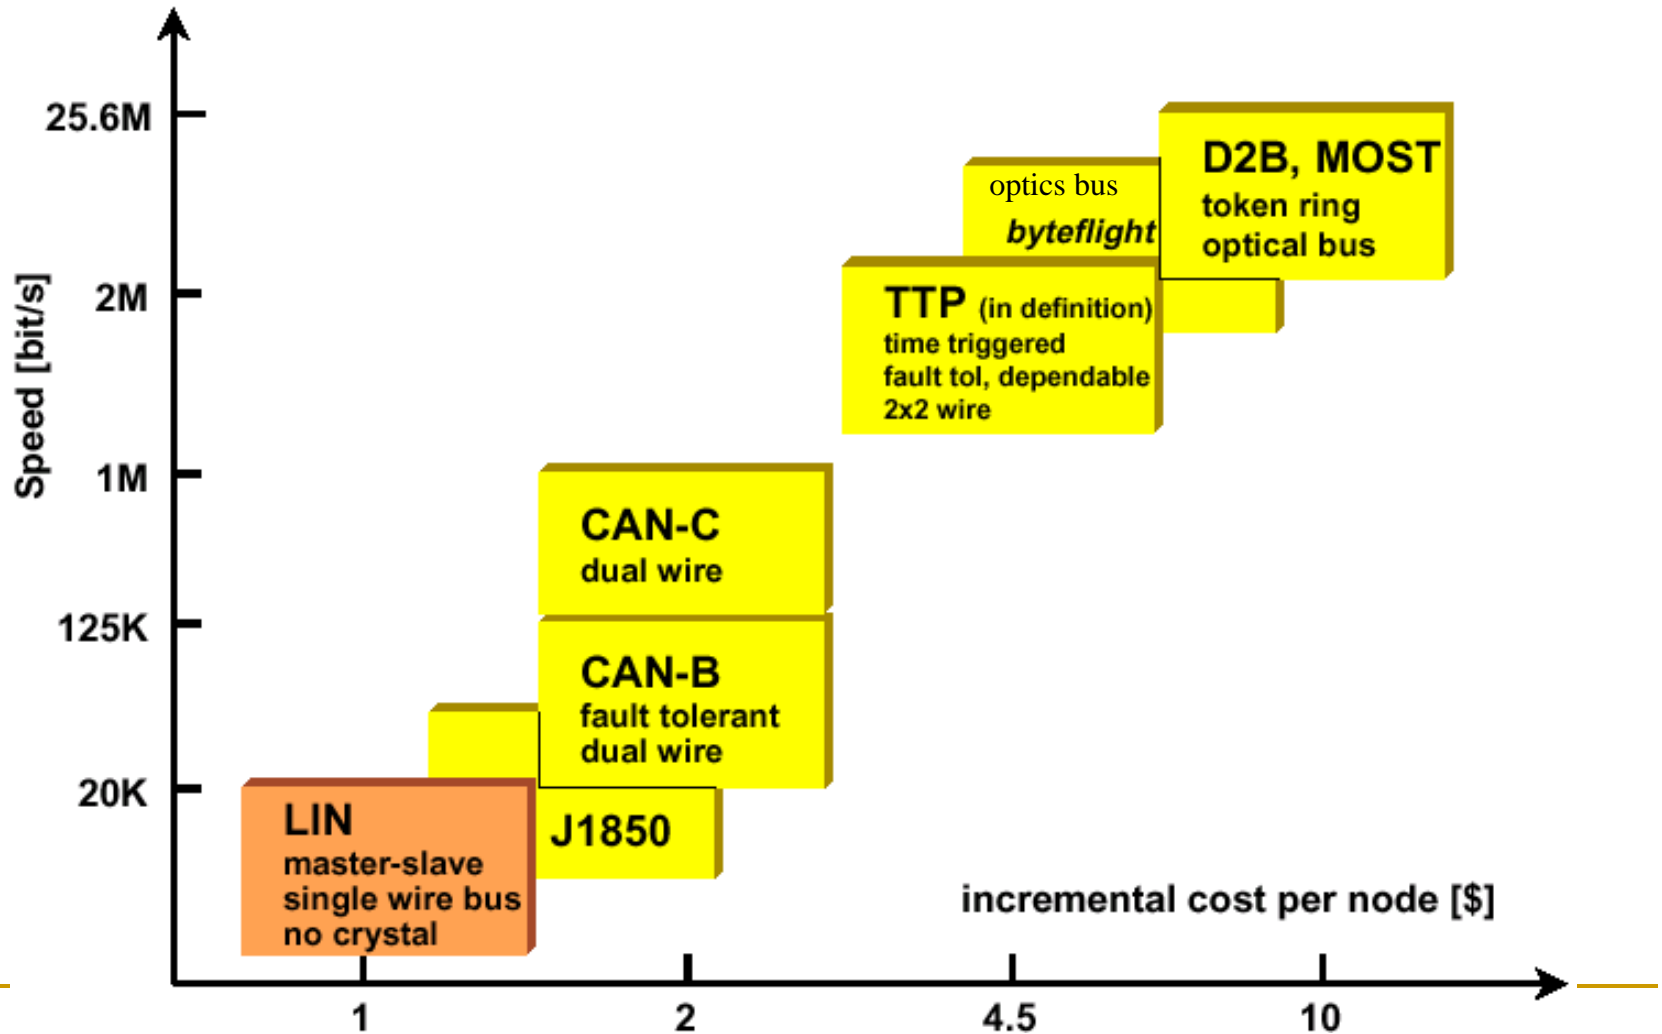 25.6M
2M
1M
125K
20K
Speed [bit/s]
D2B, MOST
token ring
optical bus
optics bus
byteflight
TTP (in definition)
time triggered
fault tol, dependable
2x2 wire
CAN-C
dual wire
CAN-B
fault tolerant
dual wire
J1850
LIN
master-slave
single wire bus
no crystal
incremental cost per node [$]
1
2
4.5
10